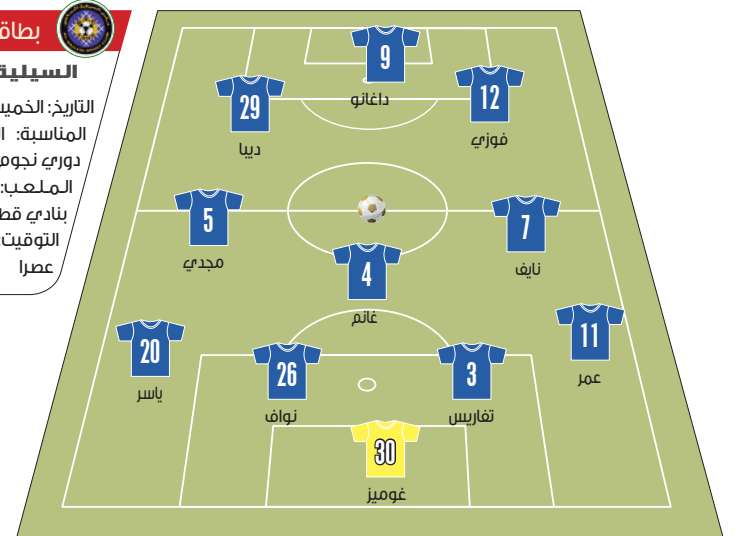 بطاق
السيلية
التاريخ: الخميس
المناسبة: ا
دوري نجوم
الملعب:
بنادي قط
التوقيت:
عصرا
9
داغانو
29
ديبا
12
فوزي
5
مجدي
7
نايف
4
غانم
20
ياسر
26
نواف
3
تفاريس
11
عمر
30
غوميز